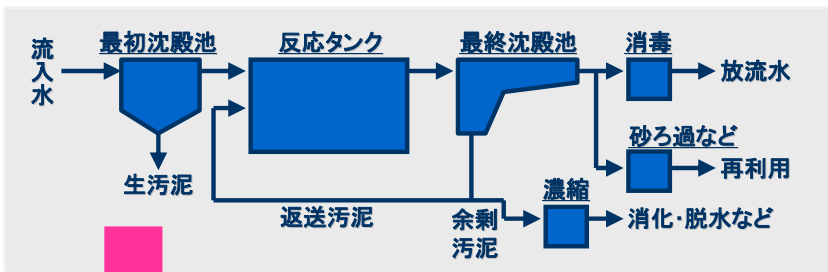 流入水
最初沈殿池
反応タンク
最終沈殿池
消毒
放流水
砂ろ過など
再利用
生汚泥
返送汚泥
余剰
汚泥
濃縮
消化・脱水など